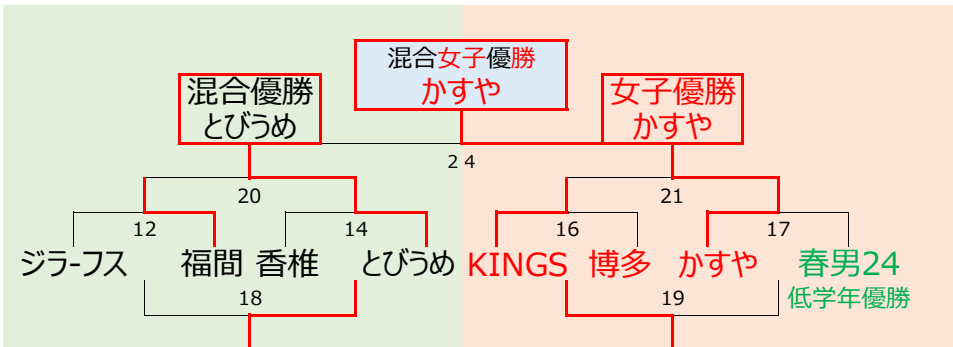 混合女子優勝
かすや
混合優勝
とびうめ
女子優勝
かすや
2 4
20
21
12
14
16
17
ジラ-フス
福間
香椎
とびうめ
KINGS
博多
かすや
春男24
低学年優勝
18
19